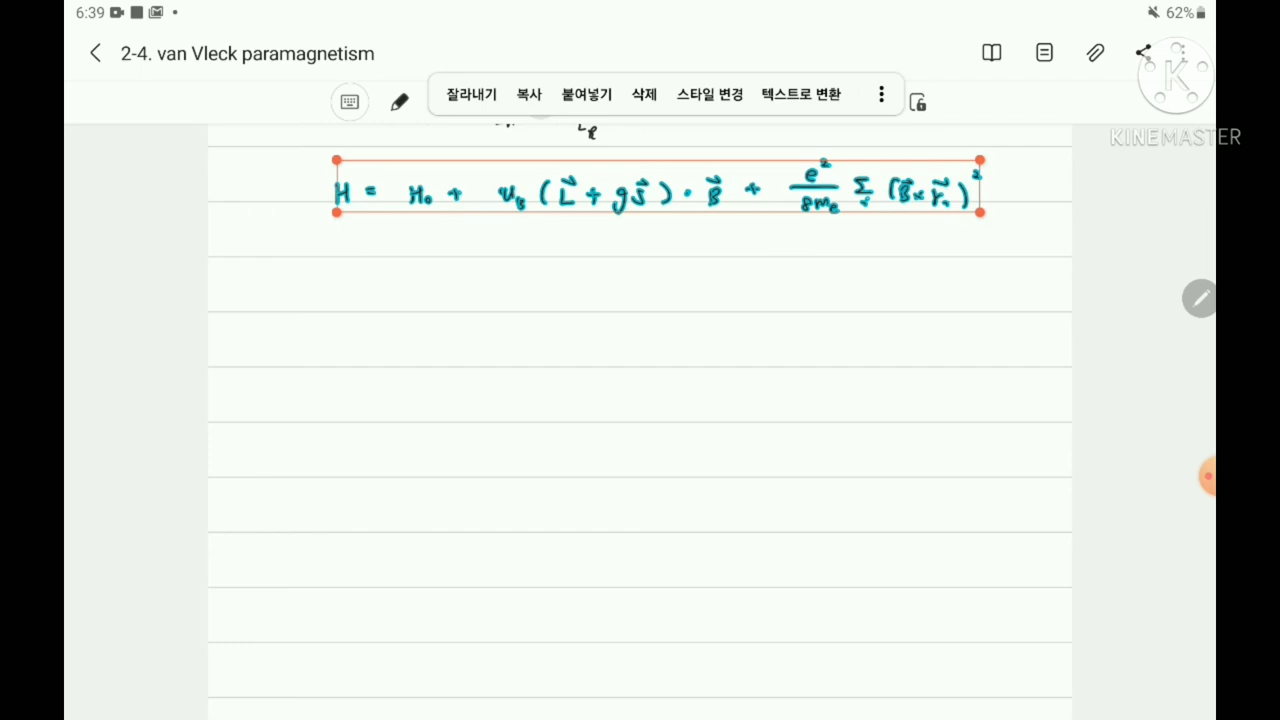 6:39 62%
2-4. van Vleck paramagnetism
잘라내기 복사 붙여넣기 삭제 스타일 변경 텍스트로 변환
K
KINEMASTER
H = H₀ + μ_B (L⃗ + gS⃗) · B⃗ + e²/8mₑ Σᵢ (B⃗ × r⃗ᵢ)²